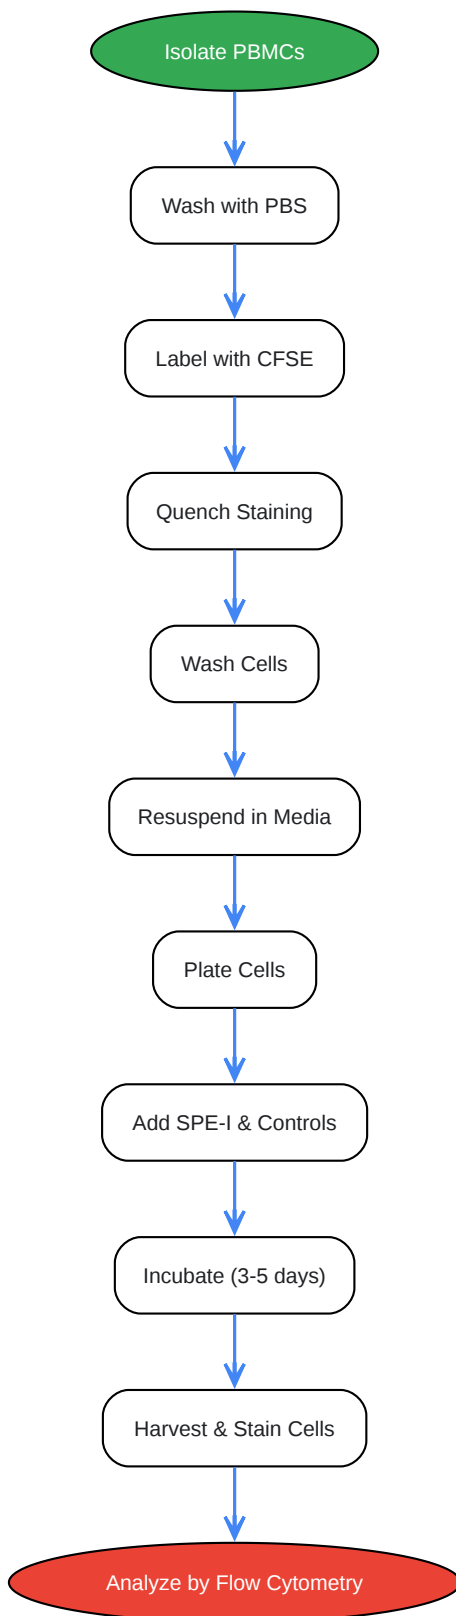 Isolate PBMCs
Wash with PBS
Label with CFSE
Quench Staining
Wash Cells
Resuspend in Media
Plate Cells
Add SPE-I & Controls
Incubate (3-5 days)
Harvest & Stain Cells
Analyze by Flow Cytometry